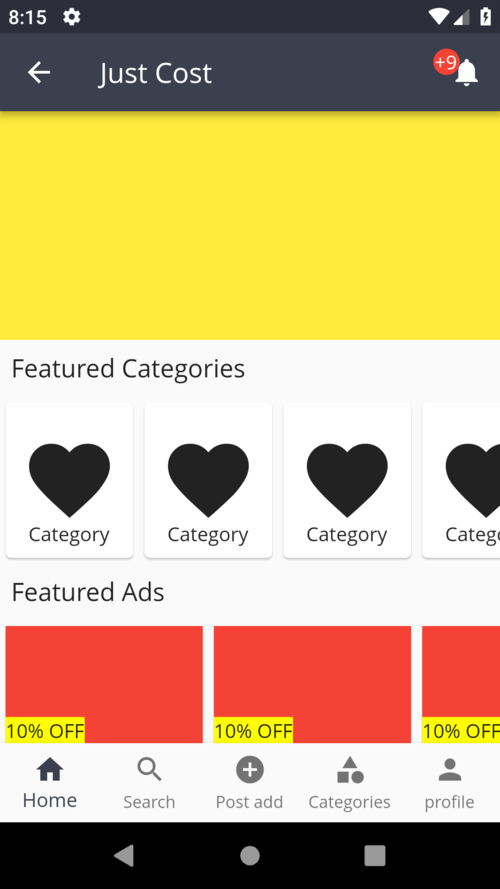 8:15
Just Cost
+9
Featured Categories
Category
Category
Category
Catego
Featured Ads
10% OFF
10% OFF
10% OFF
Home
Search
Post add
Categories
profile